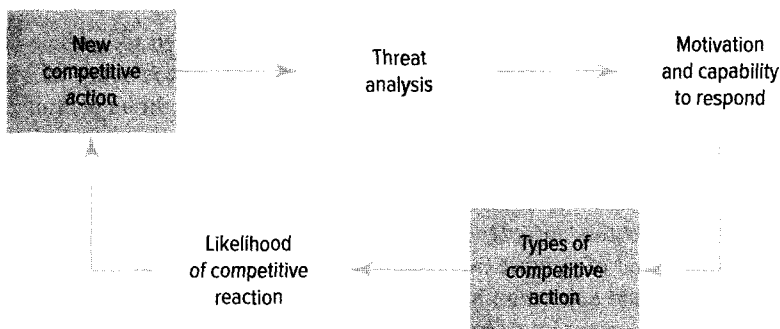 New
competitive
action
Threat
analysis
Motivation
and capability
to respond
Types of
competitive
action
Likelihood
of competitive
reaction